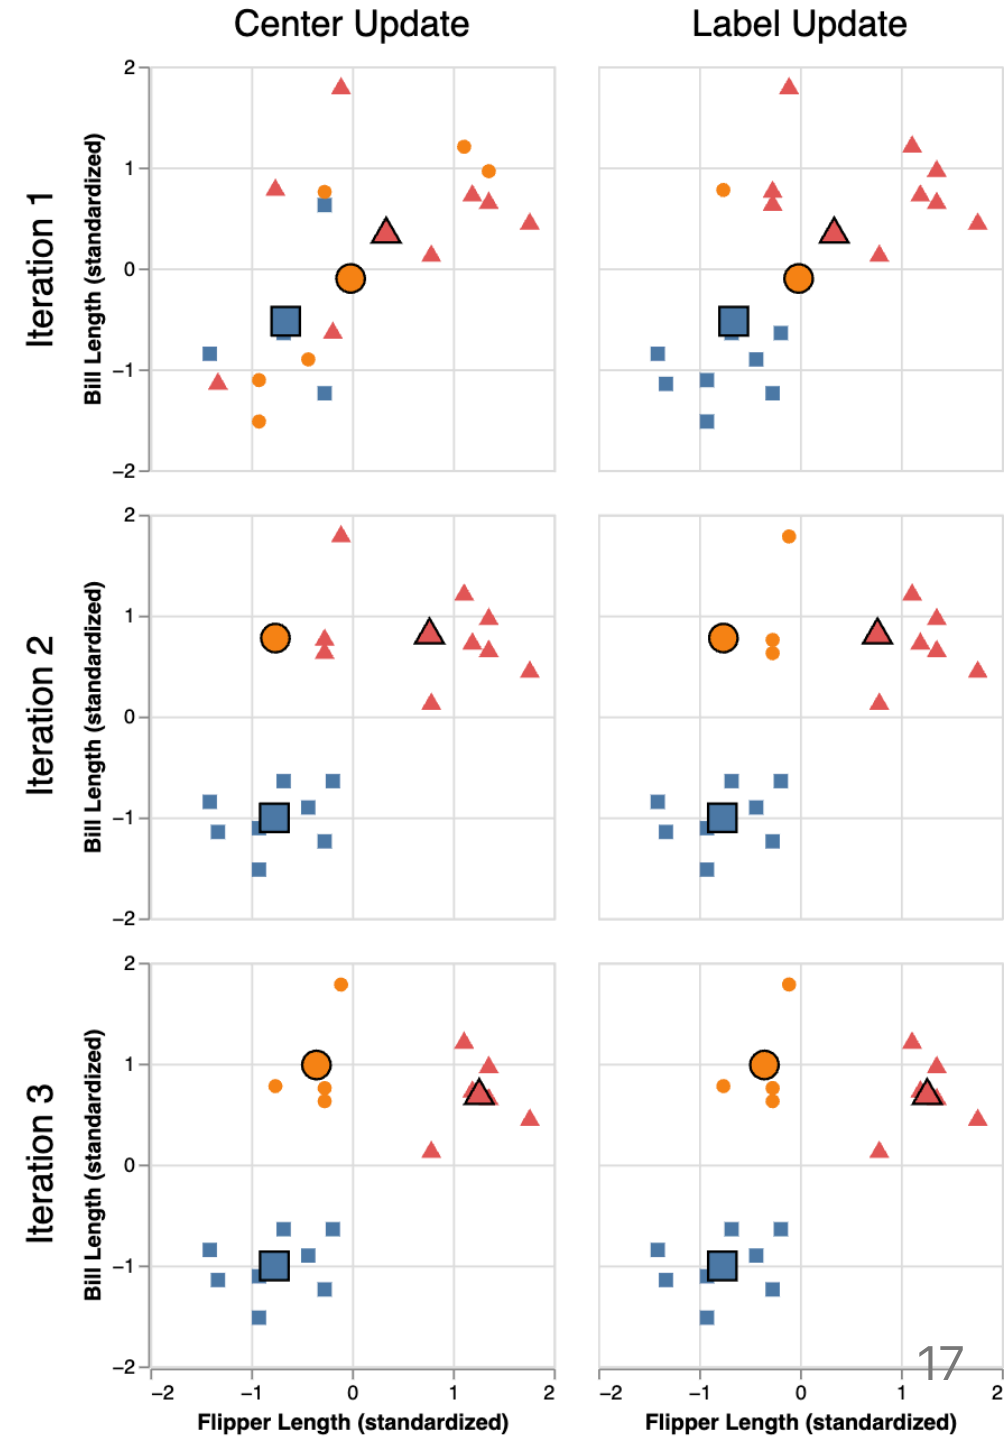 Center Update
Label Update
Iteration 1
Bill Length (standardized)
2
1
0
−1
−2
Iteration 2
Bill Length (standardized)
2
1
0
−1
−2
Iteration 3
Bill Length (standardized)
2
1
0
−1
−2
−2 −1 0 1 2
Flipper Length (standardized)
−2 −1 0 1 2
Flipper Length (standardized)
17